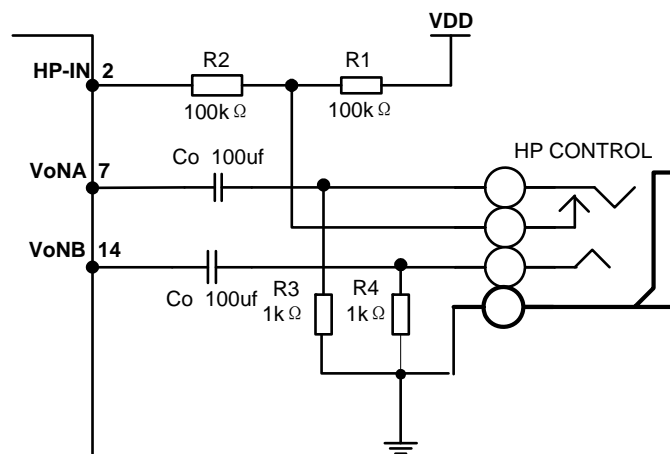 VDD
R2 R1
HP-IN 2
100kΩ 100kΩ
HP CONTROL
Co 100uf
VoNA 7
VoNB 14
R3 R4
Co 100uf
1kΩ 1kΩ